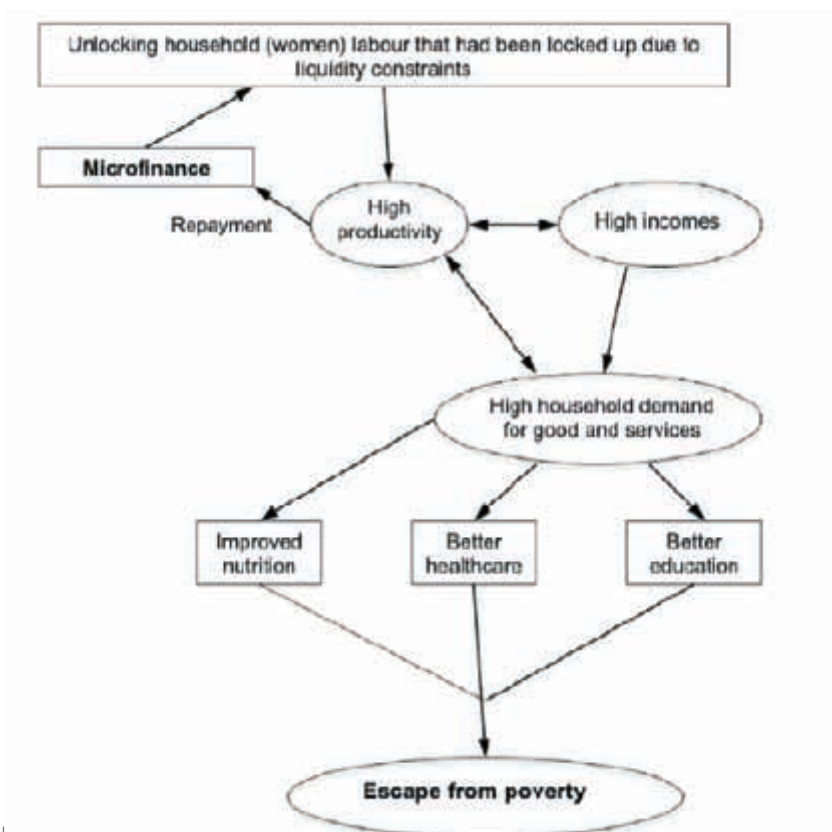 Unlocking household (women) labour that had been locked up due to
liquidity constraints
Microfinance
Repayment
High
productivity
High incomes
High household demand
for good and services
Improved
nutrition
Better
healthcare
Better
education
Escape from poverty